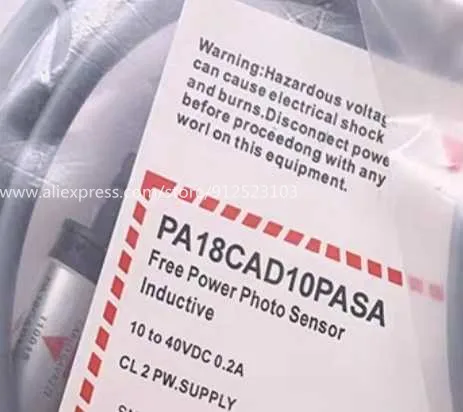 Warning:Hazardous voltag
can cause electrical shock
and burns.Disconnect powe
before proceedong with any
worl on this equipment.
www.aliexpress.com/store/912523103
PA18CAD10PASA
Free Power Photo Sensor
Inductive
10 to 40VDC 0.2A
CL 2 PW.SUPPLY